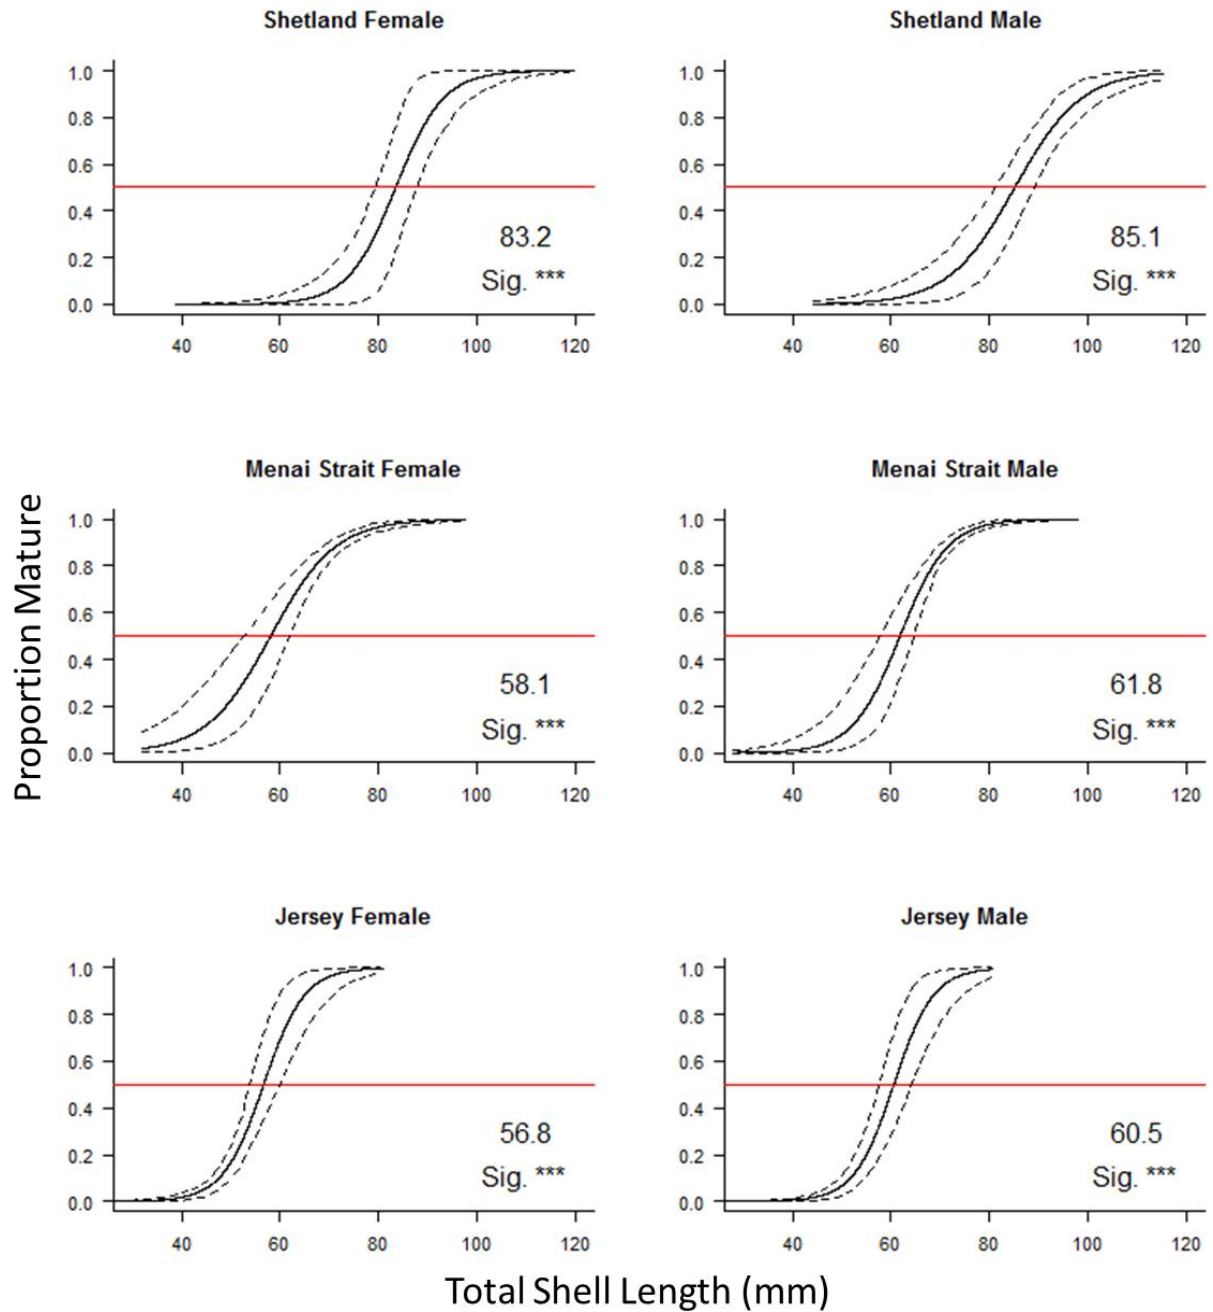 Shetland Female
1.0
0.8
0.6
0.4
0.2
0.0
83.2
Sig. ***
40 60 80 100 120
Shetland Male
1.0
0.8
0.6
0.4
0.2
0.0
85.1
Sig. ***
40 60 80 100 120
Proportion Mature
Menai Strait Female
1.0
0.8
0.6
0.4
0.2
0.0
58.1
Sig. ***
40 60 80 100 120
Menai Strait Male
1.0
0.8
0.6
0.4
0.2
0.0
61.8
Sig. ***
40 60 80 100 120
Jersey Female
1.0
0.8
0.6
0.4
0.2
0.0
56.8
Sig. ***
40 60 80 100 120
Jersey Male
1.0
0.8
0.6
0.4
0.2
0.0
60.5
Sig. ***
40 60 80 100 120
Total Shell Length (mm)